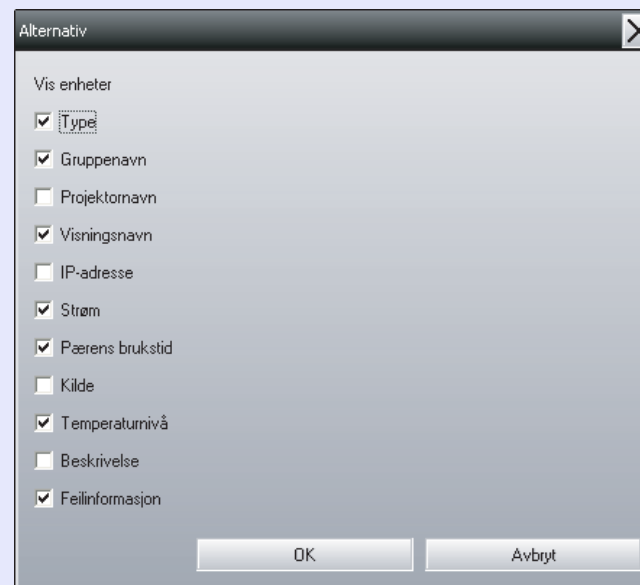 Alternativ
Vis enheter
Type
Gruppenavn
Projektornavn
Visningsnavn
IP-adresse
Strøm
Pærens brukstid
Kilde
Temperaturnivå
Beskrivelse
Feilinformasjon
OK
Avbryt